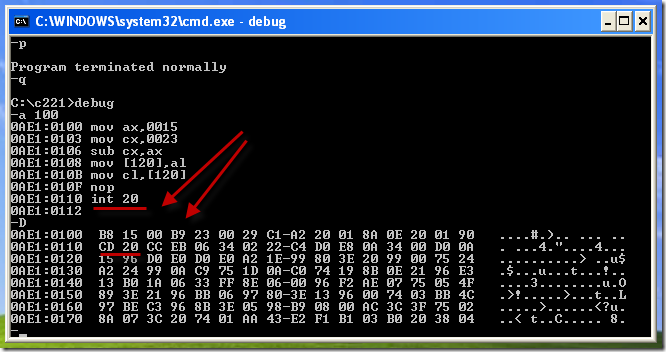 C:\WINDOWS\system32\cmd.exe - debug
-p
Program terminated normally
-q
C:\c221>debug
-a 100
0AE1:0100 mov ax,0015
0AE1:0103 mov cx,0023
0AE1:0106 sub cx,ax
0AE1:0108 mov [120],al
0AE1:010B mov cl,[120]
0AE1:010F nop
0AE1:0110 int 20
0AE1:0112
-D
0AE1:0100 B8 15 00 B9 23 00 29 C1-A2 20 01 8A 0E 20 01 90 ....#.).. ... ..
0AE1:0110 CD 20 CC EB 06 34 02 22-C4 D0 E8 0A 34 00 D0 0A . ...4."....4...
0AE1:0120 15 96 D0 E0 D0 E0 A2 1E-99 80 3E 20 99 00 75 24 ..........> ..u$
0AE1:0130 A2 24 99 0A C9 75 1D 0A-C0 74 19 8B 0E 21 96 E3 .$...u...t...!..
0AE1:0140 13 B0 1A 06 33 FF 8E 06-00 96 F2 AE 07 75 05 4F ....3........u.O
0AE1:0150 89 3E 21 96 BB 06 97 80-3E 13 96 00 74 03 BB 4C .>!.....>...t..L
0AE1:0160 97 BE C3 96 8B 3E 05 98-B9 08 00 AC 3C 3F 75 02 .....>......<?u.
0AE1:0170 8A 07 3C 20 74 01 AA 43-E2 F1 B1 03 B0 20 38 04 ..< t..C..... 8.
-